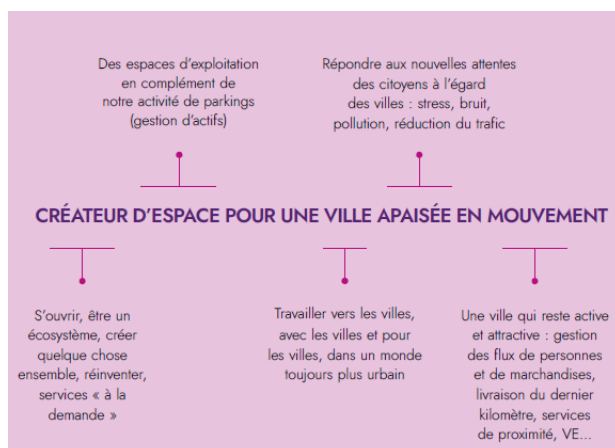 Des espaces d'exploitation
en complément de
notre activité de parkings
(gestion d'actifs)
Répondre aux nouvelles attentes
des citoyens à l'égard
des villes : stress, bruit,
pollution, réduction du trafic
CRÉATEUR D'ESPACE POUR UNE VILLE APAISÉE EN MOUVEMENT
S'ouvrir, être un
écosystème, créer
quelque chose
ensemble, réinventer,
services « à la
demande »
Travailler vers les villes,
avec les villes et pour
les villes, dans un monde
toujours plus urbain
Une ville qui reste active
et attractive : gestion
des flux de personnes
et de marchandises,
livraison du dernier
kilomètre, services
de proximité, VE...